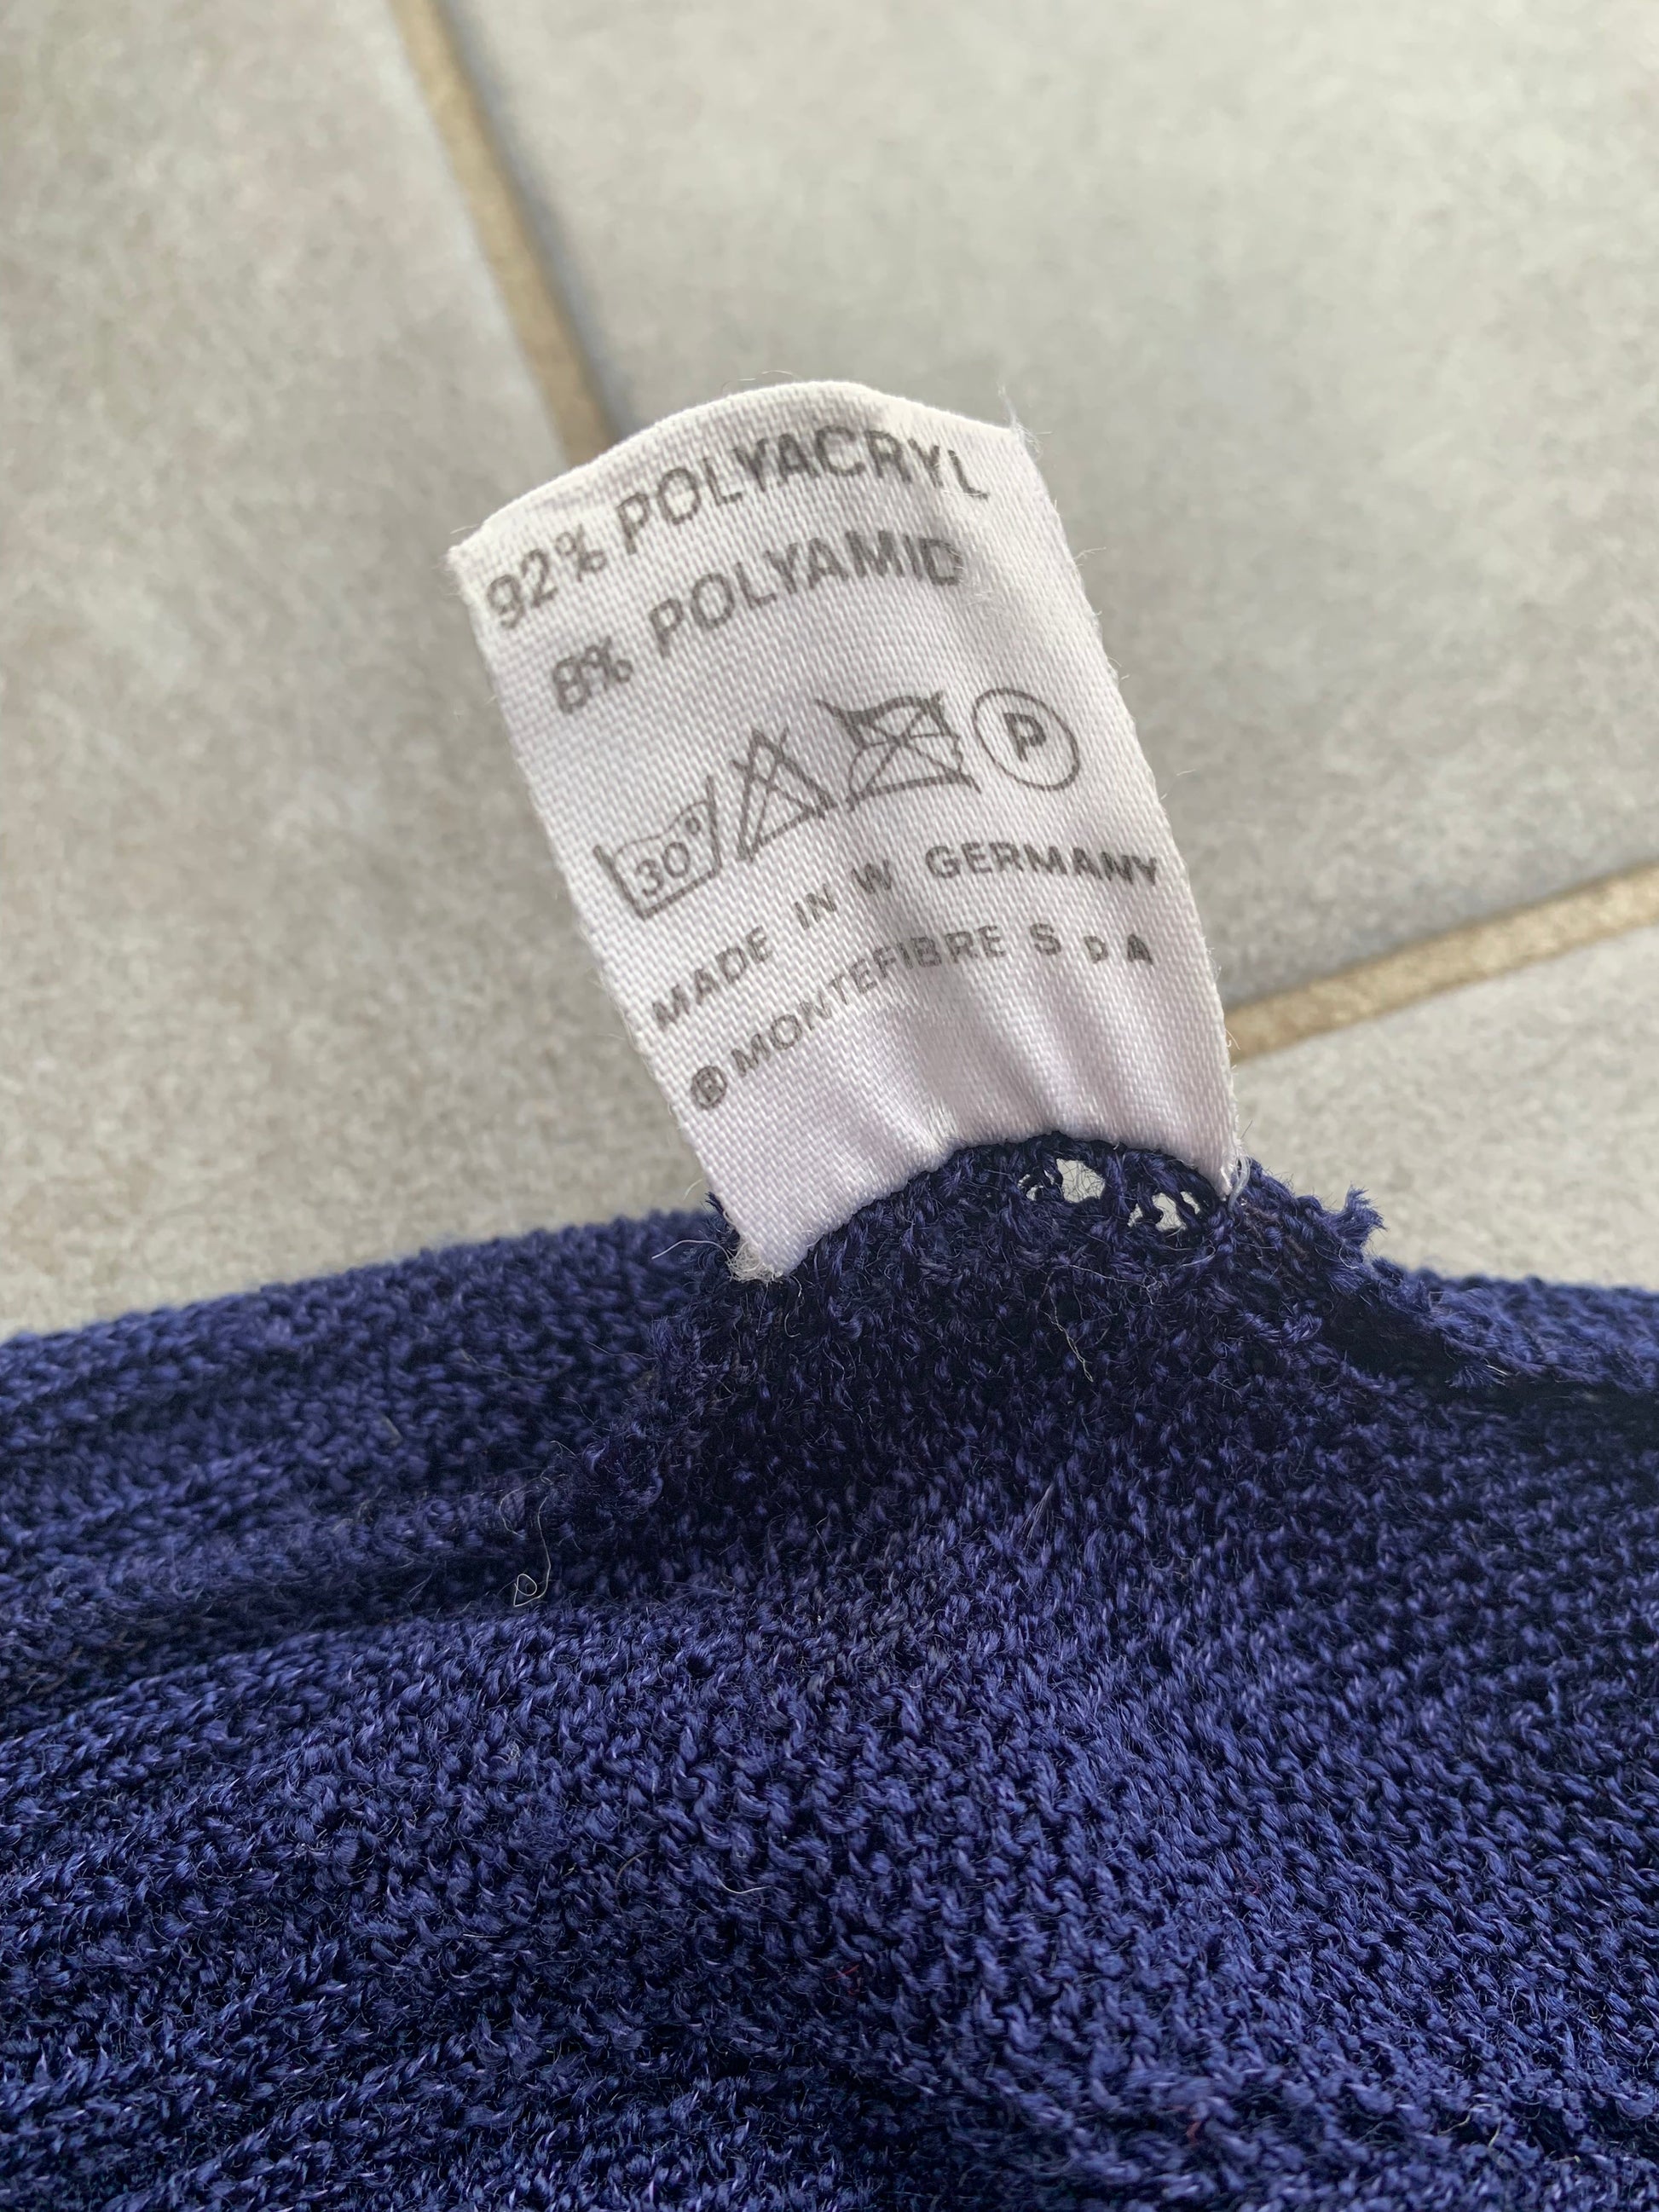 92% POLYACRYL
8% POLYAMID
30° P
MADE IN W GERMANY
® MONTEFIBRE S p A